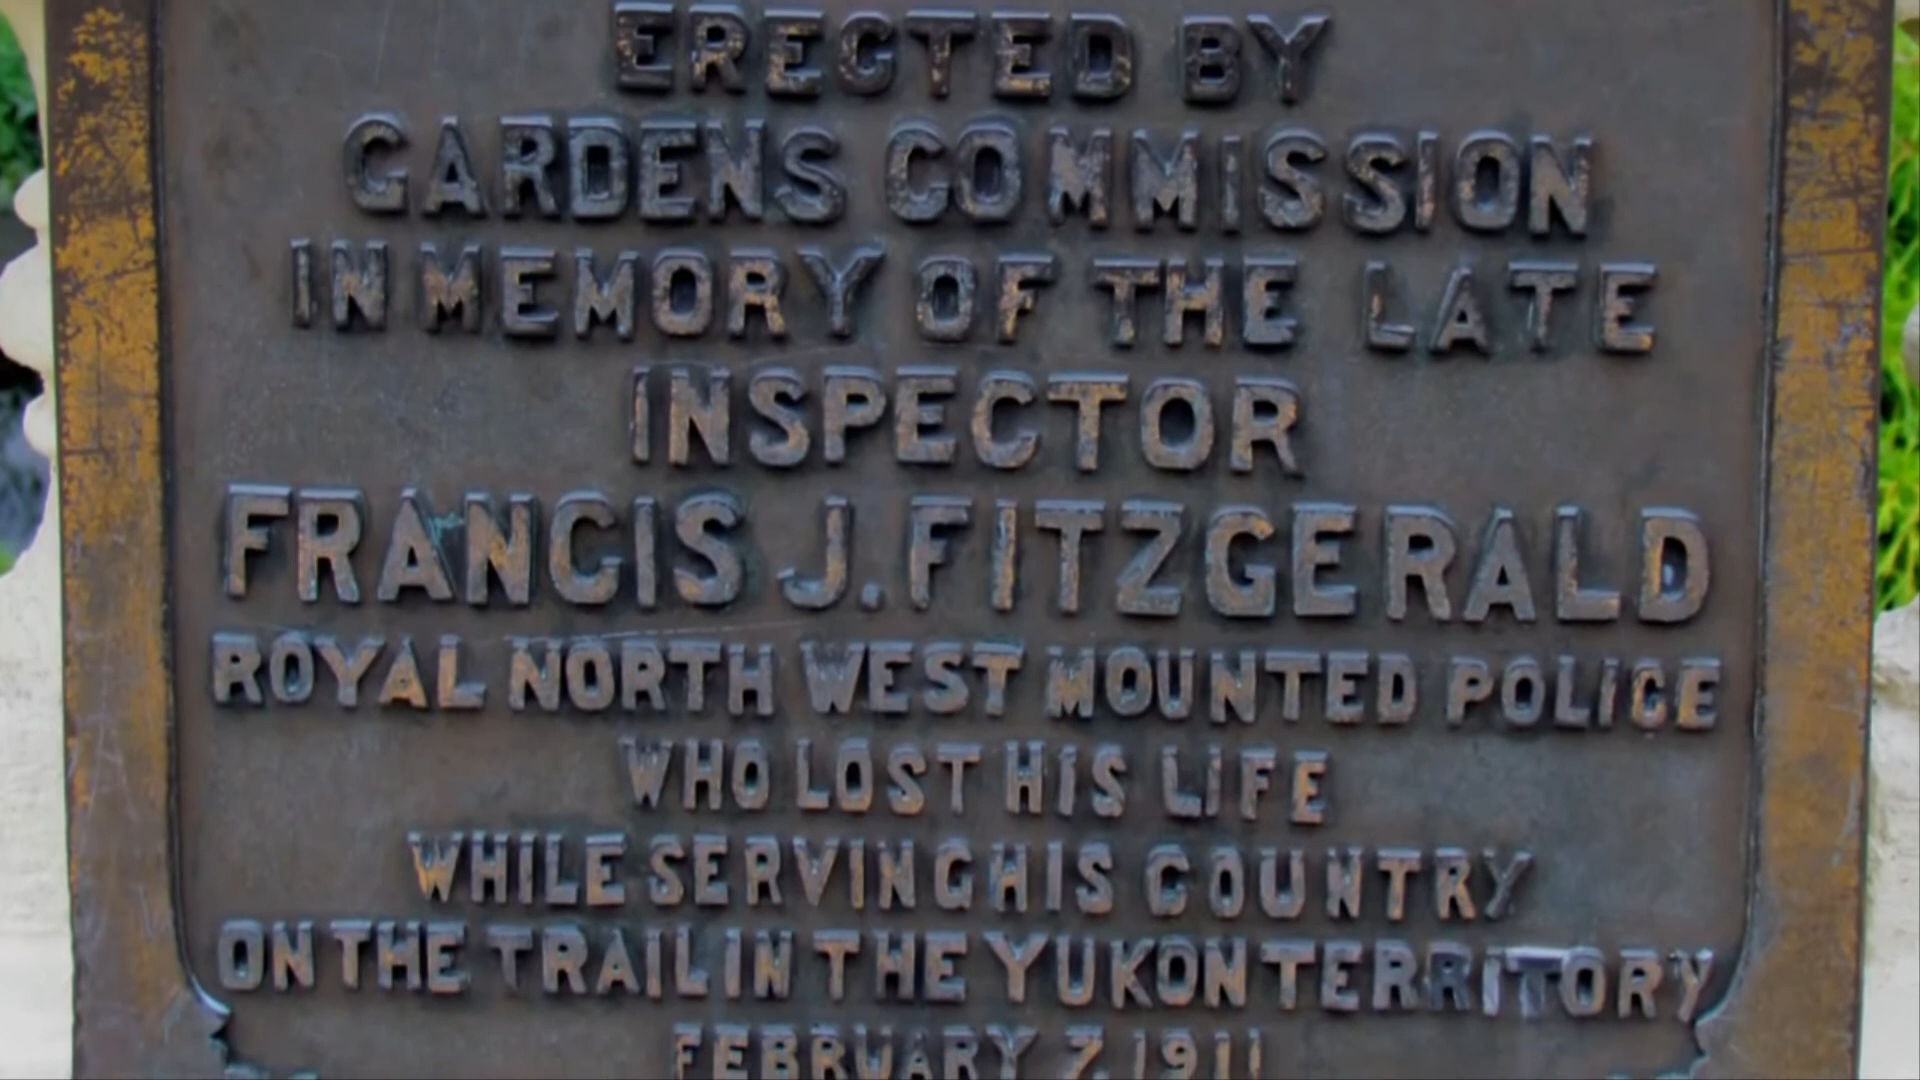 ERECTED BY
GARDENS COMMISSION
IN MEMORY OF THE LATE
INSPECTOR
FRANCIS J. FITZGERALD
ROYAL NORTH WEST MOUNTED POLICE
WHO LOST HIS LIFE
WHILE SERVING HIS COUNTRY
ON THE TRAIL IN THE YUKON TERRITORY
FEBRUARY 7. 1911